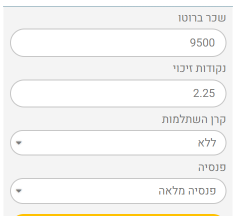 שכר ברוטו
9500
נקודות זיכוי
2.25
קרן השתלמות
ללא
פנסיה
פנסיה מלאה